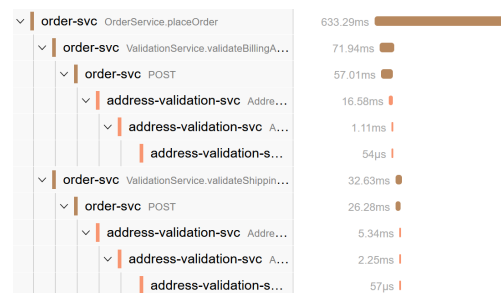 order-svc OrderService.placeOrder 633.29ms
order-svc ValidationService.validateBillingA... 71.94ms
order-svc POST 57.01ms
address-validation-svc Addre... 16.58ms
address-validation-svc A... 1.11ms
address-validation-s... 54μs
order-svc ValidationService.validateShippin... 32.63ms
order-svc POST 26.28ms
address-validation-svc Addre... 5.34ms
address-validation-svc A... 2.25ms
address-validation-s... 57μs